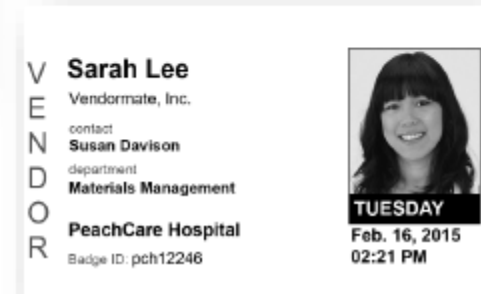 VENDOR
Sarah Lee
Vendormate, Inc.
contact
Susan Davison
department
Materials Management
PeachCare Hospital
Badge ID: pch12246
TUESDAY
Feb. 16, 2015
02:21 PM